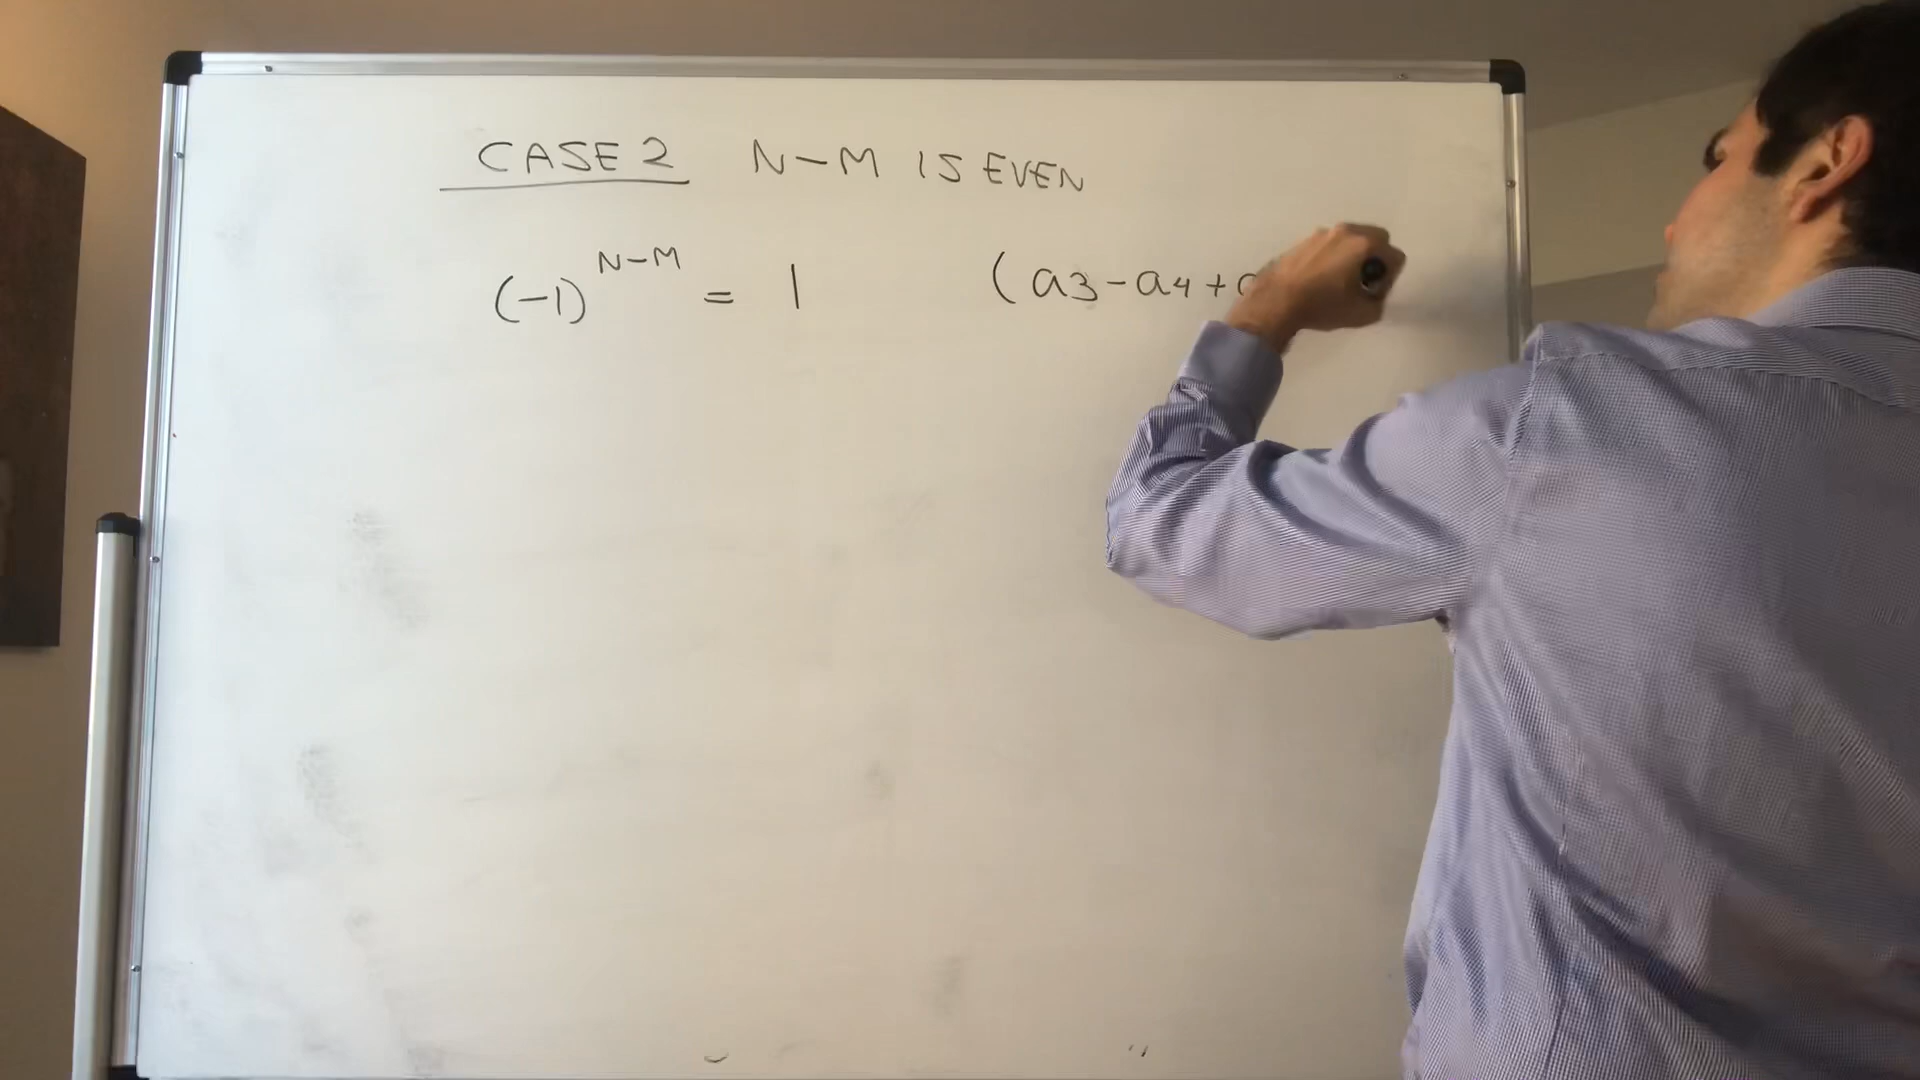 CASE 2 N-M IS EVEN
(-1)^{N-M} = 1 (a3-a4+